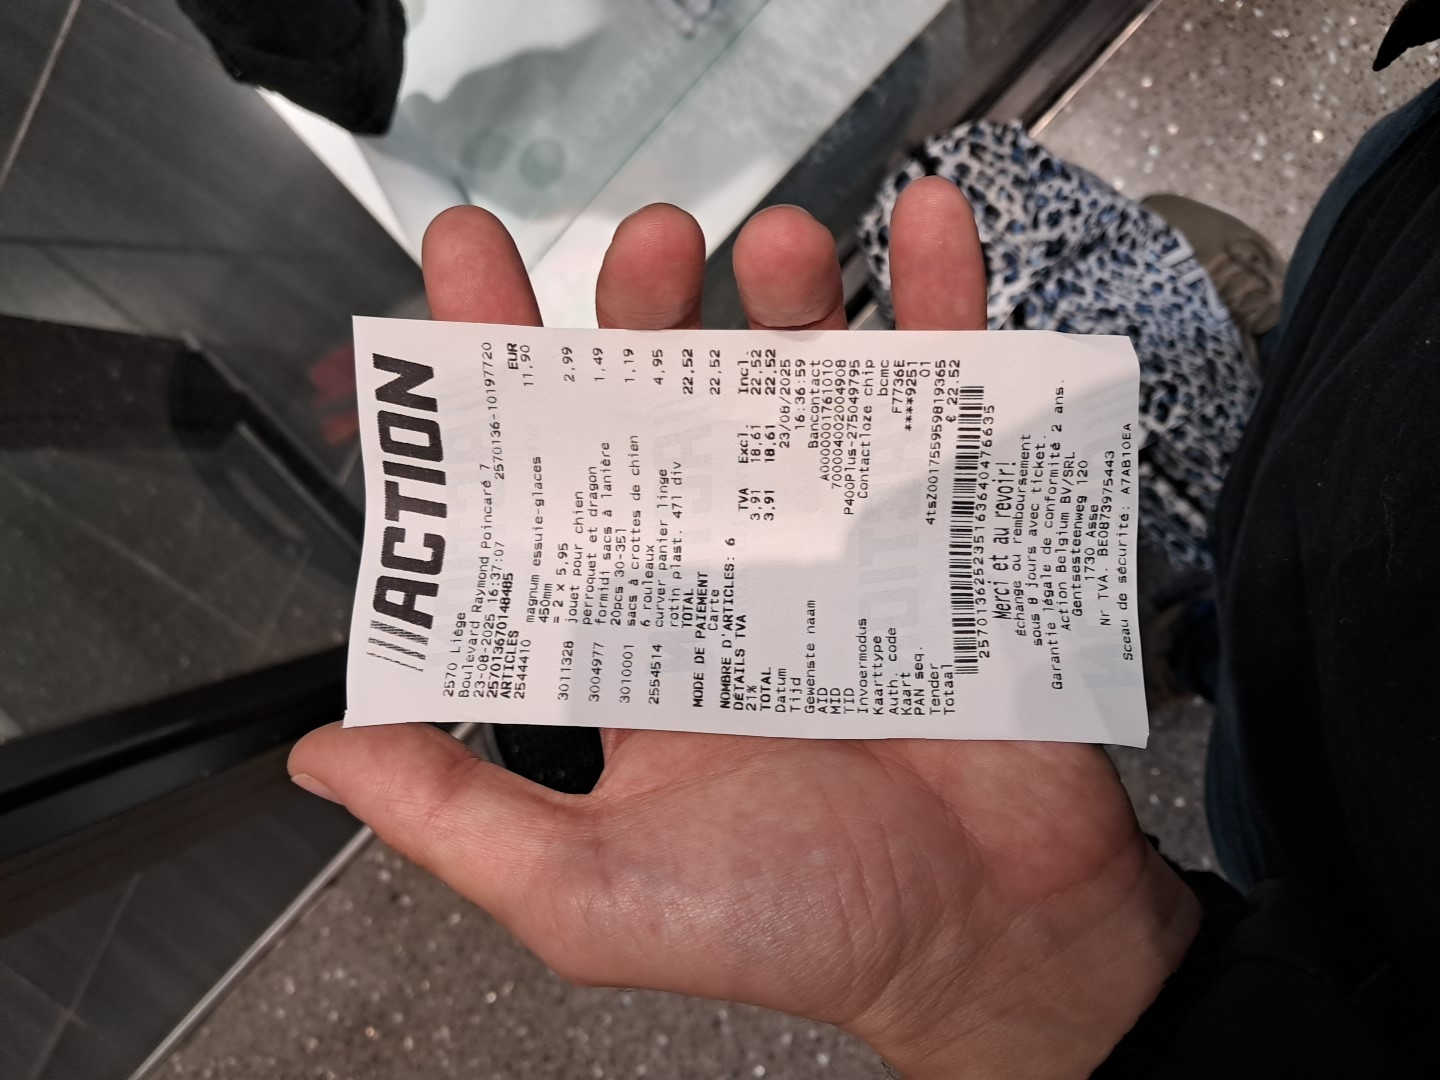 ACTION
2570 Liège
Boulevard Raymond Poincaré 7
23-08-2025 16:37:07 2570136-10197720
257013670148485
ARTICLES EUR
2544410 magnum essuie-glaces 11,90
450mm
= 2 x 5,95
3011328 jouet pour chien 2,99
perroquet et dragon
3004977 formidi sacs à lanière 1,49
20pcs 30-35l
3010001 sacs à crottes de chien 1,19
6 rouleaux
2554514 curver panier linge 4,95
rotin plast. 47l div
TOTAL 22,52
MODE DE PAIEMENT
Carte 22,52
NOMBRE D'ARTICLES: 6
DÉTAILS TVA TVA Excl. Incl.
21% 3,91 18,61 22,52
TOTAL 3,91 18,61 22,52
Datum 23/08/2025
Tijd 16:36:59
Gewenste naam Bancontact
AID A0000001761010
MID 700004002004908
TID P400Plus-275049795
Invoermodus Contactloze chip
Kaarttype bcmc
Auth. code F7736E
Kaart ****9251
PAN seq. 01
Tender 4tsZ001755959819365
Totaal € 22.52
2570136252351636404766635
Merci et au revoir!
Échange ou remboursement
sous 8 jours avec ticket.
Garantie légale de conformité 2 ans.
Action Belgium BV/SRL
Gentsesteenweg 120
1730 Asse
Nr TVA: BE0873975443
Sceau de sécurité: A7AB10EA